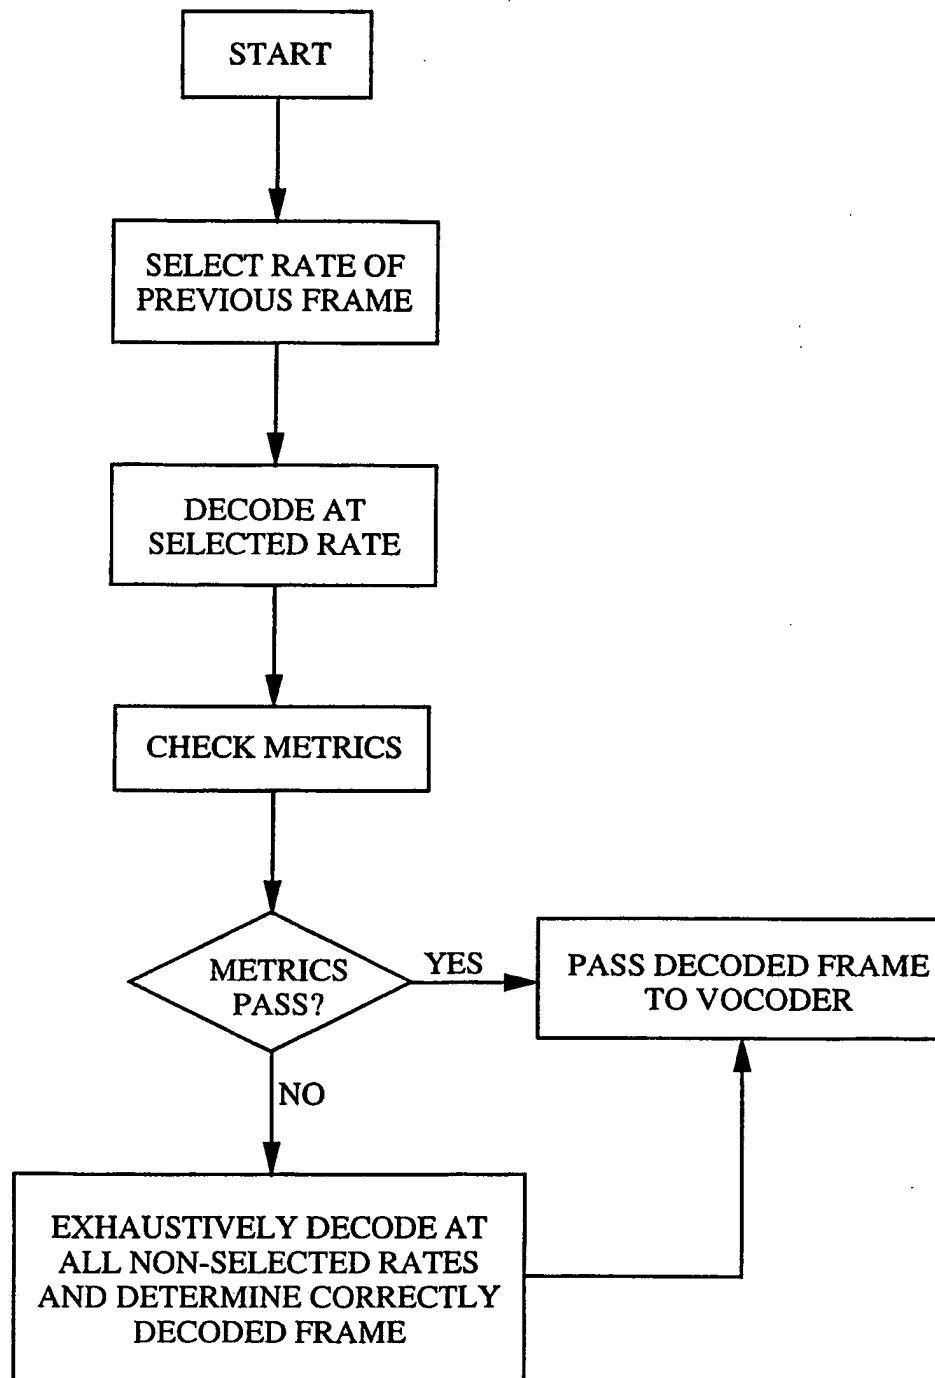 START
SELECT RATE OF
PREVIOUS FRAME
DECODE AT
SELECTED RATE
CHECK METRICS
METRICS
PASS?
YES
PASS DECODED FRAME
TO VOCODER
NO
EXHAUSTIVELY DECODE AT
ALL NON-SELECTED RATES
AND DETERMINE CORRECTLY
DECODED FRAME